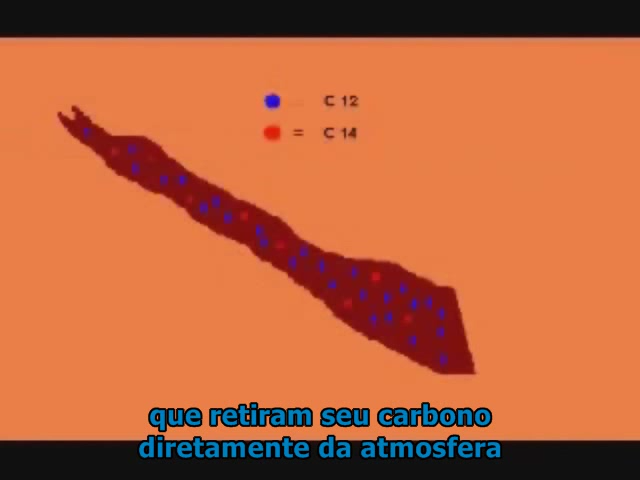 C 12
= C 14
que retiram seu carbono
diretamente da atmosfera